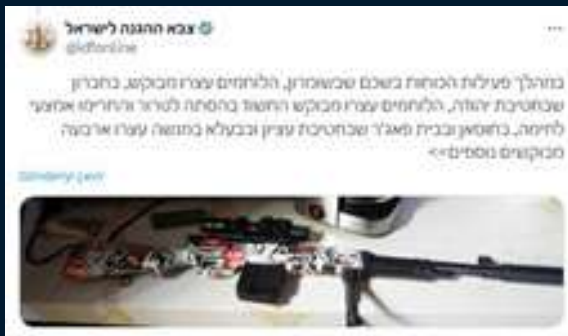 צבא ההגנה לישראל
@idfonline
במהלך פעילות הכוחות בשכם שבשומרון, הלוחמים עצרו מבוקש, בחברון
שבחטיבת יהודה, הלוחמים עצרו מבוקש החשוד בהסתה לטרור והחרימו אמצעי
לחימה. בחוסאן ובבית פאג'ר שבחטיבת עציון ובבעלא במנשה עצרו ארבעה
מבוקשים נוספים>>